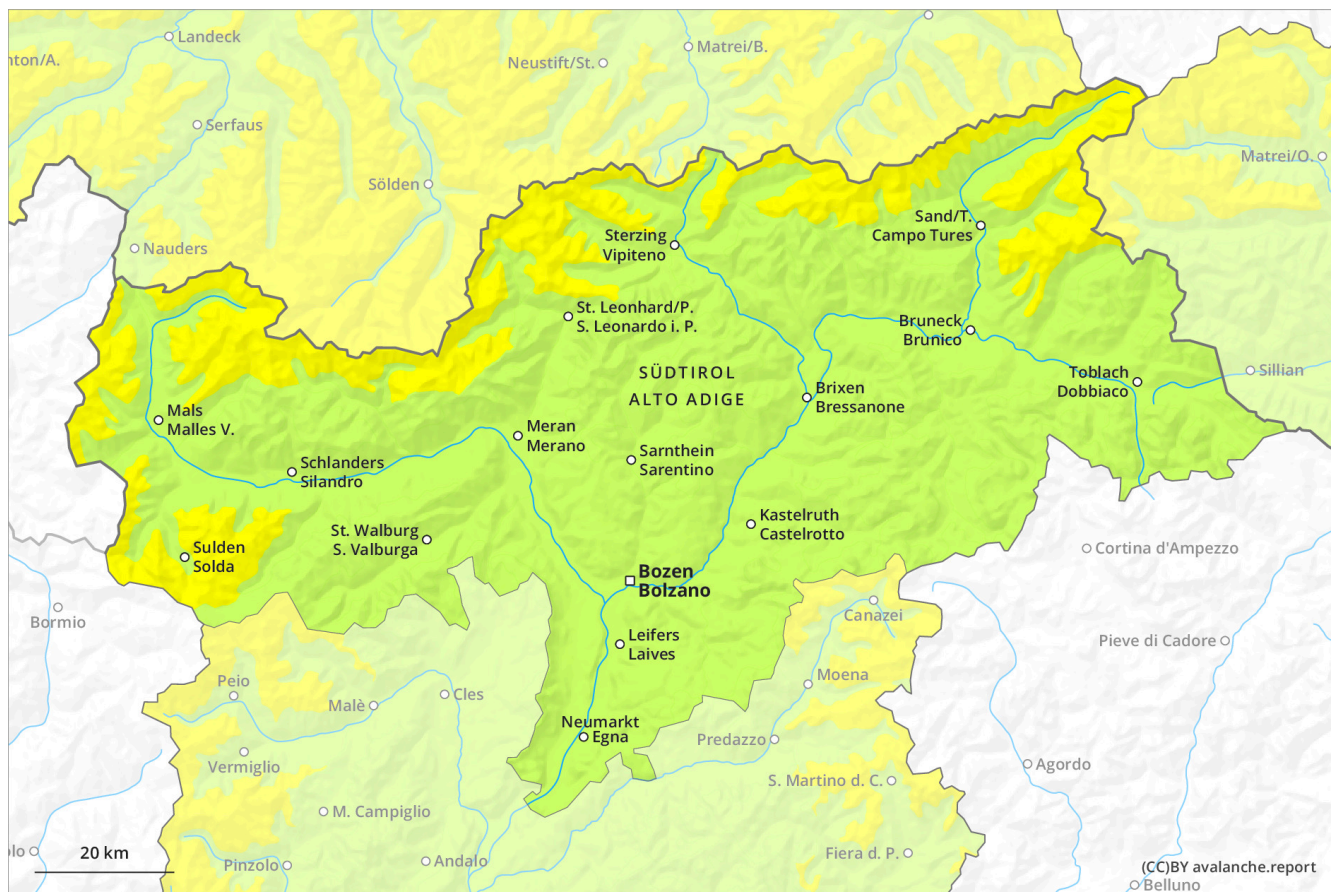 Landeck
nton/A.
Neustift/St.
Matrei/B.
Serfaus
Matrei/O.
Sölden
Sand/T.
Campo Tures
Sterzing
Vipiteno
Nauders
St. Leonhard/P.
S. Leonardo i. P.
Bruneck
Brunico
SÜDTIROL
ALTO ADIGE
Toblach
Dobbiaco
Sillian
Brixen
Bressanone
Mals
Malles V.
Meran
Merano
Sarnthein
Sarentino
Schlanders
Silandro
Kastelruth
Castelrotto
St. Walburg
S. Valburga
Sulden
Solda
Cortina d'Ampezzo
Bozen
Bolzano
Bormio
Canazei
Leifers
Laives
Pieve di Cadore
Peio
Moena
Cles
Malè
Neumarkt
Egna
Predazzo
Vermiglio
Agordo
S. Martino d. C.
M. Campiglio
lo
20 km
Pinzolo
Andalo
Fiera d. P.
(CC)BY avalanche.report
Belluno